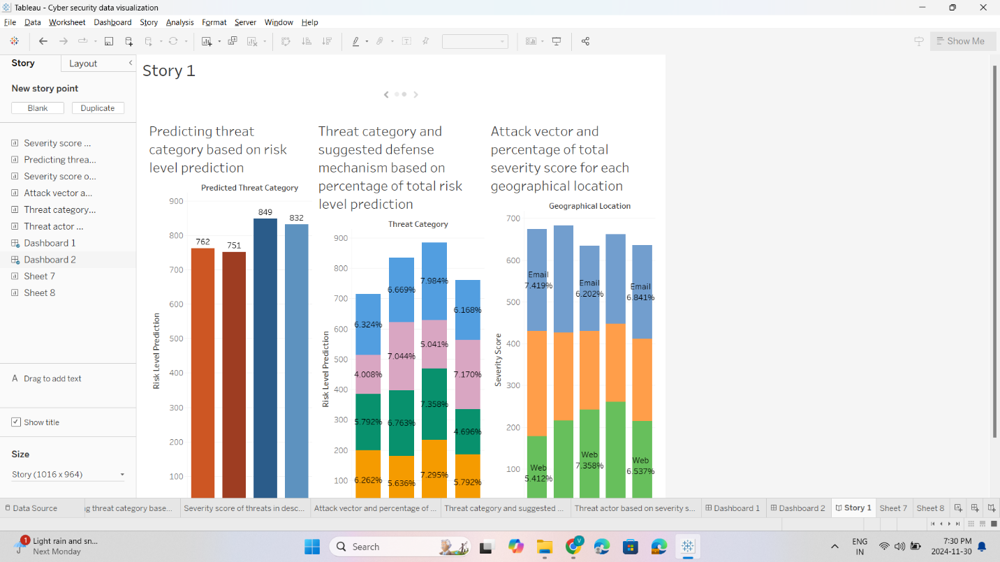 Tableau - Cyber security data visualization
File Data Worksheet Dashboard Story Analysis Format Server Window Help
Show Me
Story Layout
New story point
Blank Duplicate
Severity score ...
Predicting threa...
Severity score o...
Attack vector a...
Threat category...
Threat actor ...
Dashboard 1
Dashboard 2
Sheet 7
Sheet 8
A Drag to add text
Show title
Size
Story (1016 x 964)
Story 1
Predicting threat
category based on risk
level prediction
Predicted Threat Category
900
800
700
600
500
400
300
200
100
Risk Level Prediction
762
751
849
832
Threat category and
suggested defense
mechanism based on
percentage of total risk
level prediction
Threat Category
900
800
700
600
500
400
300
200
100
Risk Level Prediction
6.324%
4.008%
5.792%
6.262%
6.669%
7.044%
6.763%
5.636%
7.984%
5.041%
7.358%
7.295%
6.168%
7.170%
4.696%
5.792%
Attack vector and
percentage of total
severity score for each
geographical location
Geographical Location
700
600
500
400
300
200
100
Severity Score
Email
7.419%
Email
6.202%
Email
6.841%
Web
5.412%
Web
7.358%
Web
6.537%
Data Source g threat category base... Severity score of threats in desc... Attack vector and percentage of ... Threat category and suggested ... Threat actor based on severity s... Dashboard 1 Dashboard 2 Story 1 Sheet 7 Sheet 8
1
Light rain and sn...
Next Monday
Search
V
ENG
IN
7:30 PM
2024-11-30